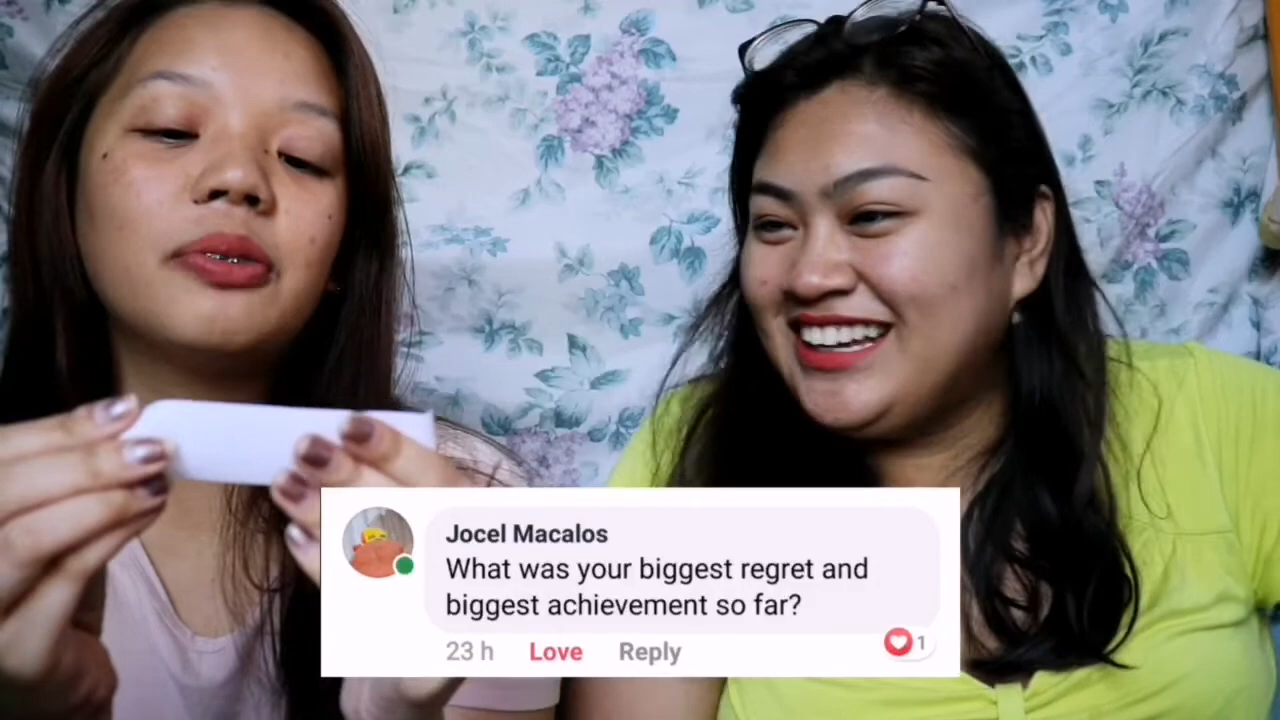 Jocel Macalos
What was your biggest regret and
biggest achievement so far?
23 h Love Reply 1